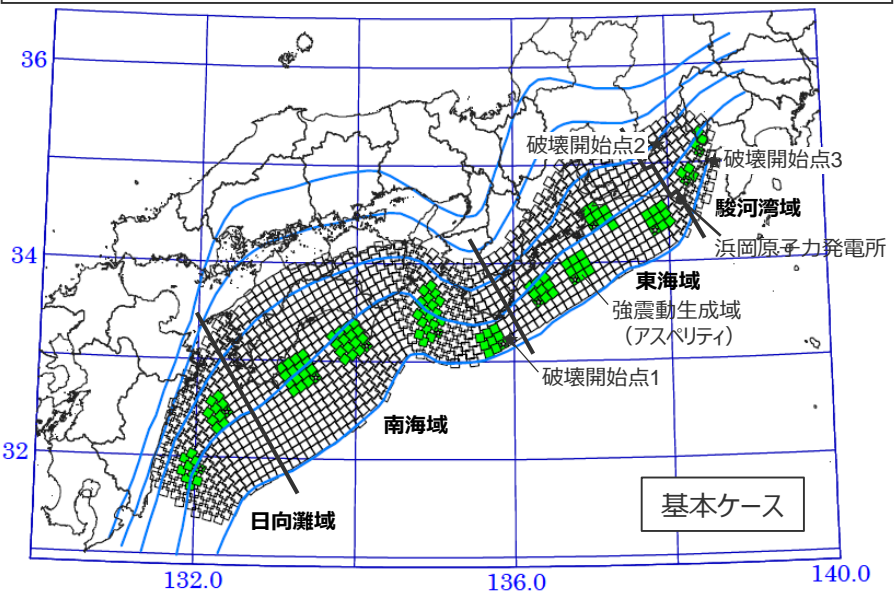 36
破壊開始点2
破壊開始点3
駿河湾域
浜岡原子力発電所
34
東海域
強震動生成域
（アスペリティ）
破壊開始点1
南海域
32
基本ケース
日向灘域
132.0
136.0
140.0